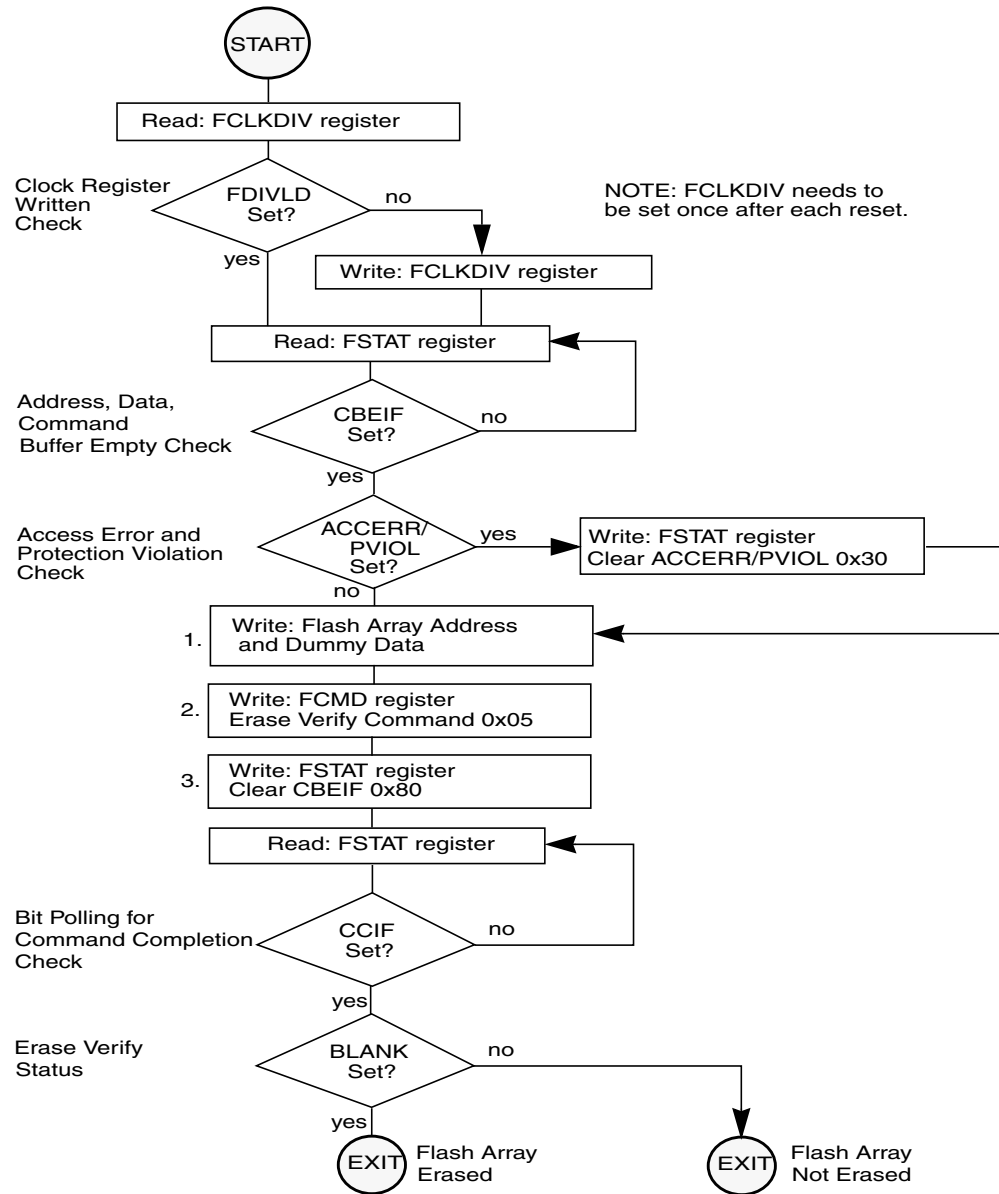 START
Read: FCLKDIV register
Clock Register
Written
Check
FDIVLD
Set?
no
NOTE: FCLKDIV needs to
be set once after each reset.
yes
Write: FCLKDIV register
Read: FSTAT register
Address, Data,
Command
Buffer Empty Check
CBEIF
Set?
no
yes
Access Error and
Protection Violation
Check
ACCERR/
PVIOL
Set?
yes
Write: FSTAT register
Clear ACCERR/PVIOL 0x30
no
1.
Write: Flash Array Address
and Dummy Data
2.
Write: FCMD register
Erase Verify Command 0x05
3.
Write: FSTAT register
Clear CBEIF 0x80
Read: FSTAT register
Bit Polling for
Command Completion
Check
CCIF
Set?
no
yes
Erase Verify
Status
BLANK
Set?
no
yes
EXIT
Flash Array
Erased
EXIT
Flash Array
Not Erased